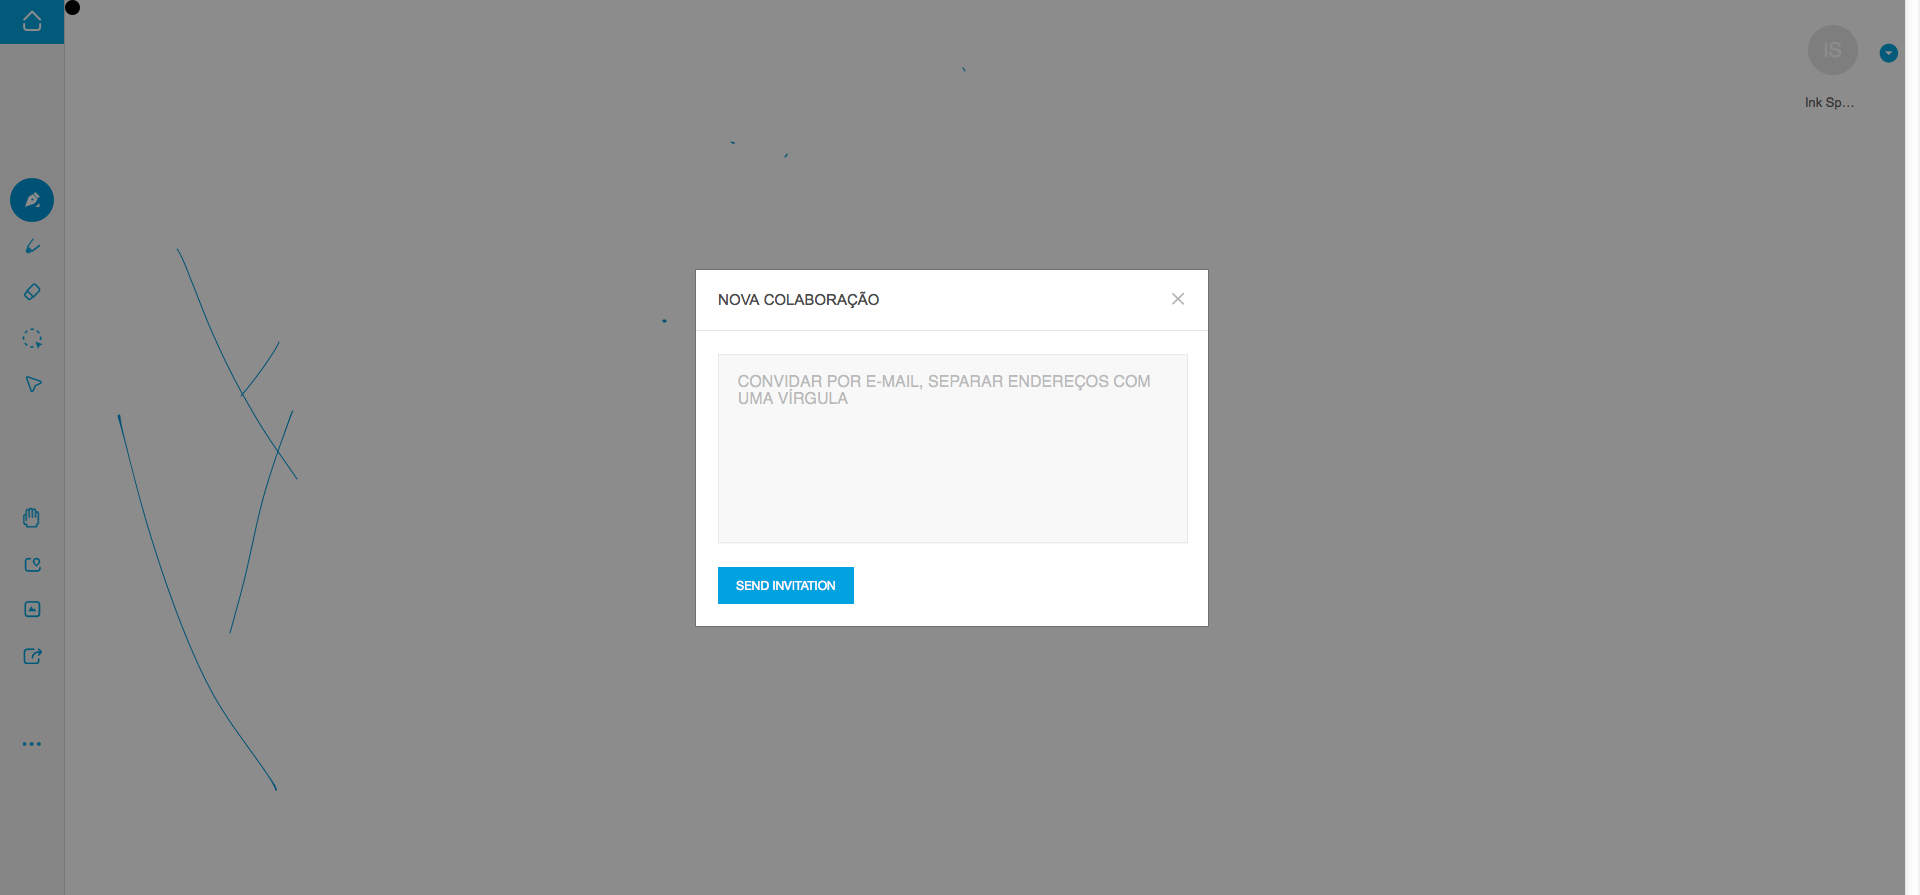 IS
Ink Sp...
NOVA COLABORAÇÃO
CONVIDAR POR E-MAIL, SEPARAR ENDEREÇOS COM
UMA VÍRGULA
SEND INVITATION